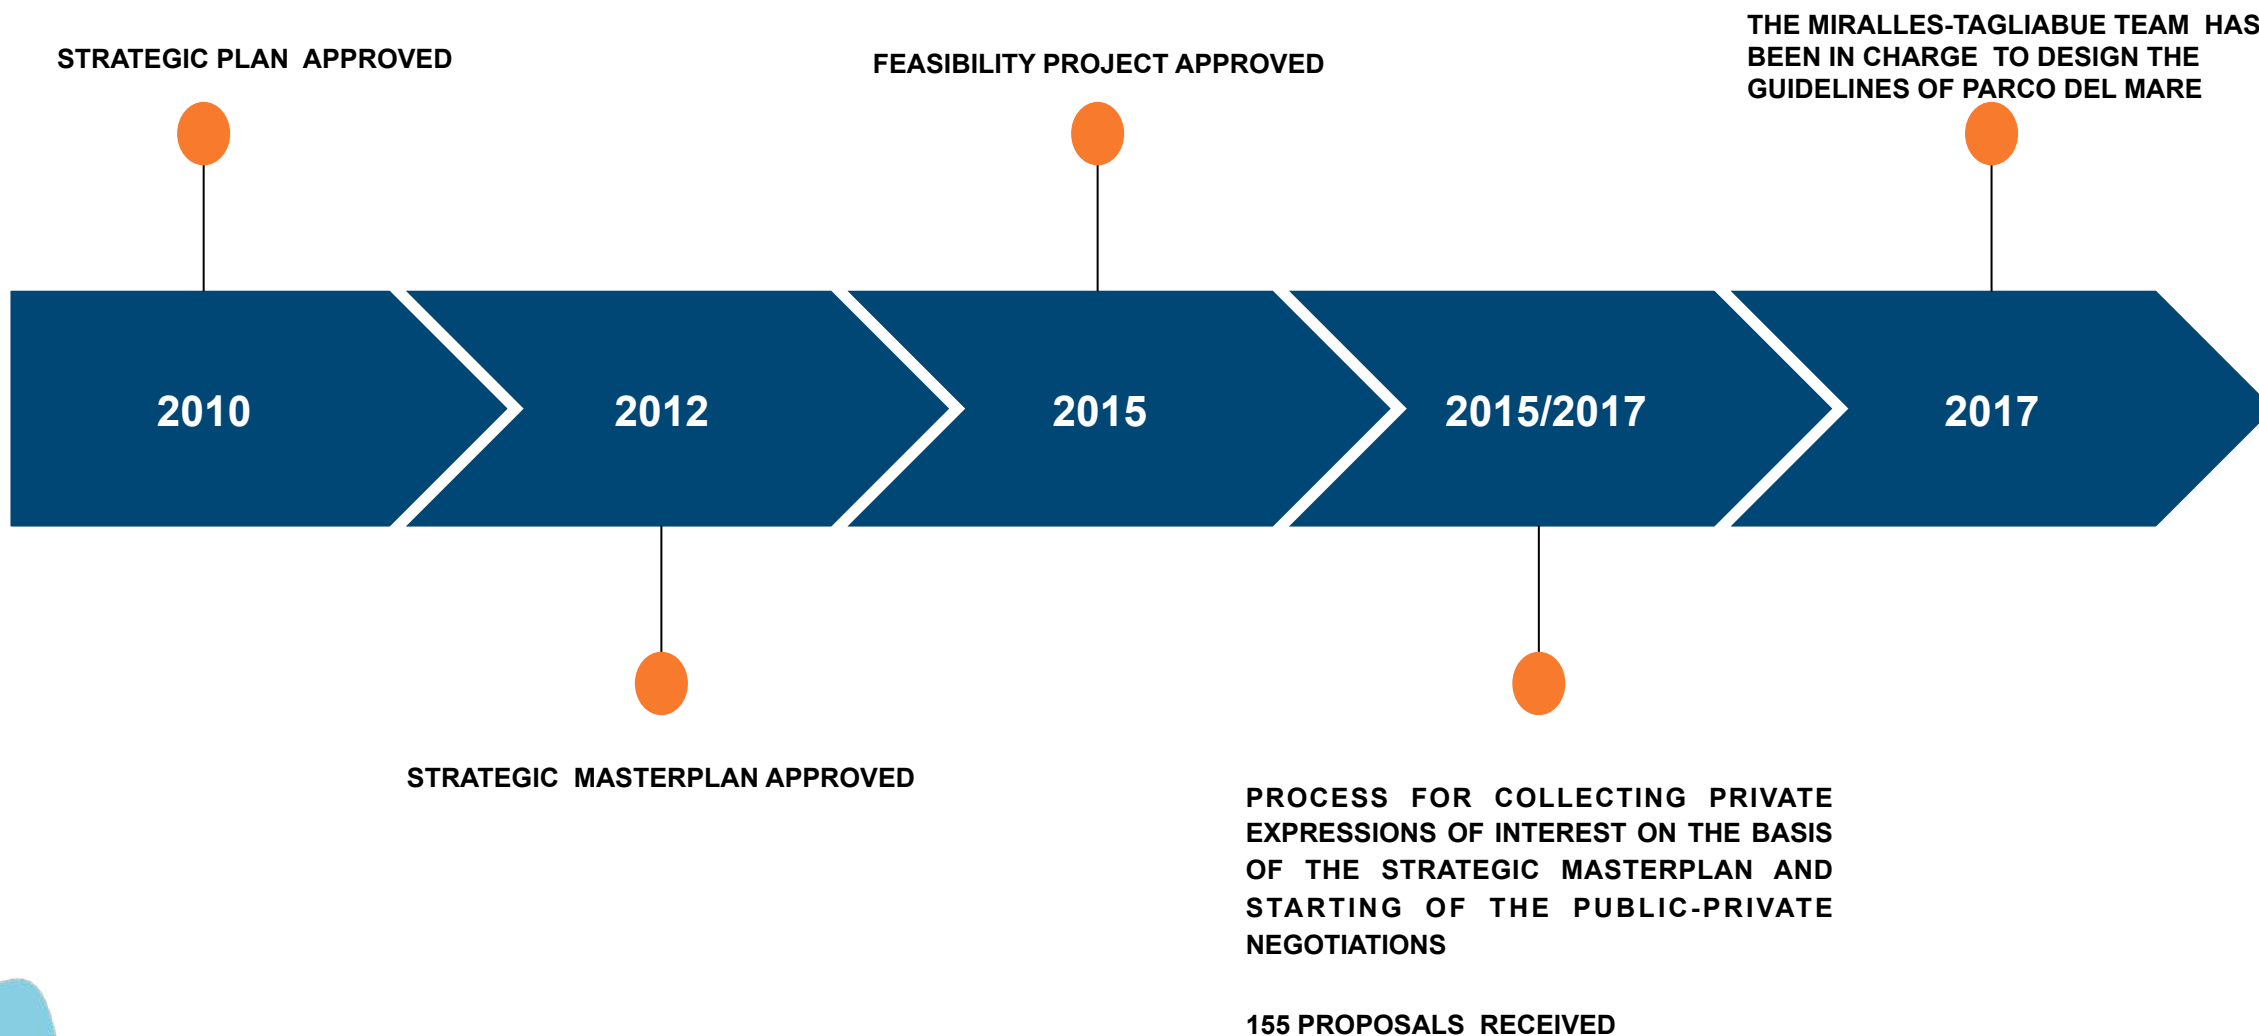 STRATEGIC PLAN APPROVED
FEASIBILITY PROJECT APPROVED
THE MIRALLES-TAGLIABUE TEAM HAS
BEEN IN CHARGE TO DESIGN THE
GUIDELINES OF PARCO DEL MARE
2010
2012
2015
2015/2017
2017
STRATEGIC MASTERPLAN APPROVED
PROCESS FOR COLLECTING PRIVATE
EXPRESSIONS OF INTEREST ON THE BASIS
OF THE STRATEGIC MASTERPLAN AND
STARTING OF THE PUBLIC-PRIVATE
NEGOTIATIONS
155 PROPOSALS RECEIVED